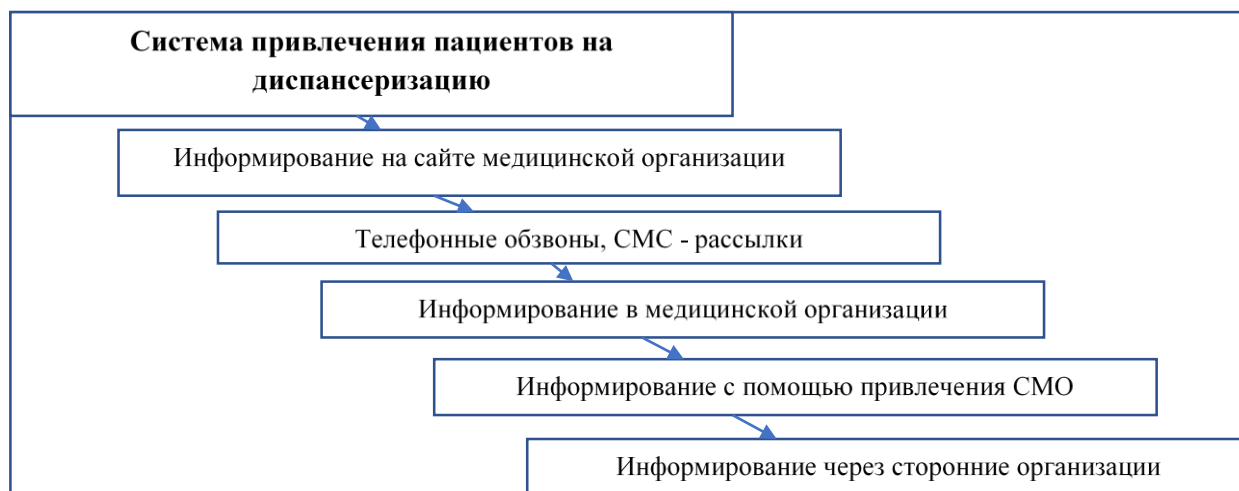 Система привлечения пациентов на
диспансеризацию
Информирование на сайте медицинской организации
Телефонные обзвоны, СМС - рассылки
Информирование в медицинской организации
Информирование с помощью привлечения СМО
Информирование через сторонние организации